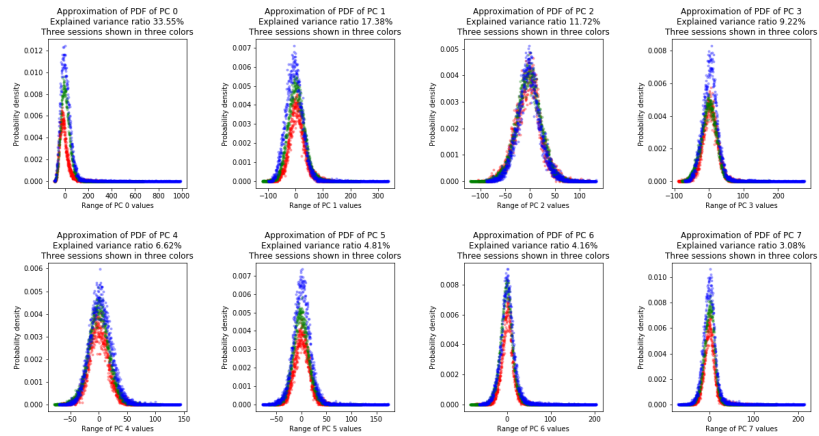 Approximation of PDF of PC 0
Explained variance ratio 33.55%
Three sessions shown in three colors
Probability density
0.012
0.010
0.008
0.006
0.004
0.002
0.000
0 200 400 600 800 1000
Range of PC 0 values
Approximation of PDF of PC 1
Explained variance ratio 17.38%
Three sessions shown in three colors
Probability density
0.007
0.006
0.005
0.004
0.003
0.002
0.001
0.000
−100 0 100 200 300
Range of PC 1 values
Approximation of PDF of PC 2
Explained variance ratio 11.72%
Three sessions shown in three colors
Probability density
0.005
0.004
0.003
0.002
0.001
0.000
−100 −50 0 50 100
Range of PC 2 values
Approximation of PDF of PC 3
Explained variance ratio 9.22%
Three sessions shown in three colors
Probability density
0.008
0.006
0.004
0.002
0.000
−100 0 100 200
Range of PC 3 values
Approximation of PDF of PC 4
Explained variance ratio 6.62%
Three sessions shown in three colors
Probability density
0.006
0.005
0.004
0.003
0.002
0.001
0.000
−50 0 50 100 150
Range of PC 4 values
Approximation of PDF of PC 5
Explained variance ratio 4.81%
Three sessions shown in three colors
Probability density
0.007
0.006
0.005
0.004
0.003
0.002
0.001
0.000
−50 0 50 100 150
Range of PC 5 values
Approximation of PDF of PC 6
Explained variance ratio 4.16%
Three sessions shown in three colors
Probability density
0.008
0.006
0.004
0.002
0.000
0 100 200
Range of PC 6 values
Approximation of PDF of PC 7
Explained variance ratio 3.08%
Three sessions shown in three colors
Probability density
0.010
0.008
0.006
0.004
0.002
0.000
0 100 200
Range of PC 7 values